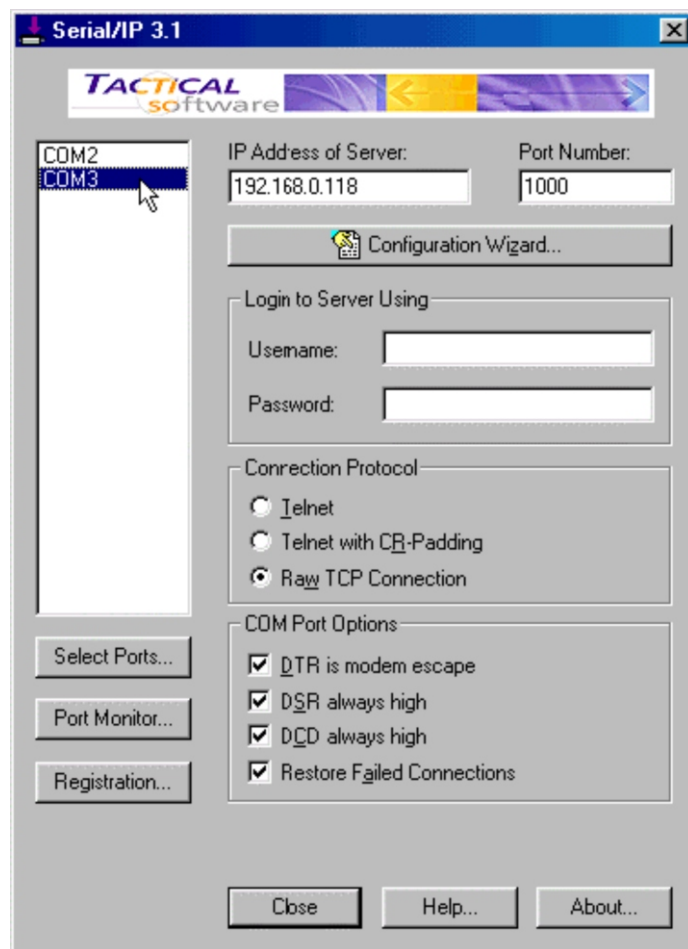 Serial/IP 3.1
TACTICAL
software
COM2
COM3
IP Address of Server:
Port Number:
192.168.0.118
1000
Configuration Wizard...
Login to Server Using
Username:
Password:
Connection Protocol
Telnet
Telnet with CR-Padding
Raw TCP Connection
COM Port Options
DTR is modem escape
DSR always high
DCD always high
Restore Failed Connections
Select Ports...
Port Monitor...
Registration...
Close
Help...
About...